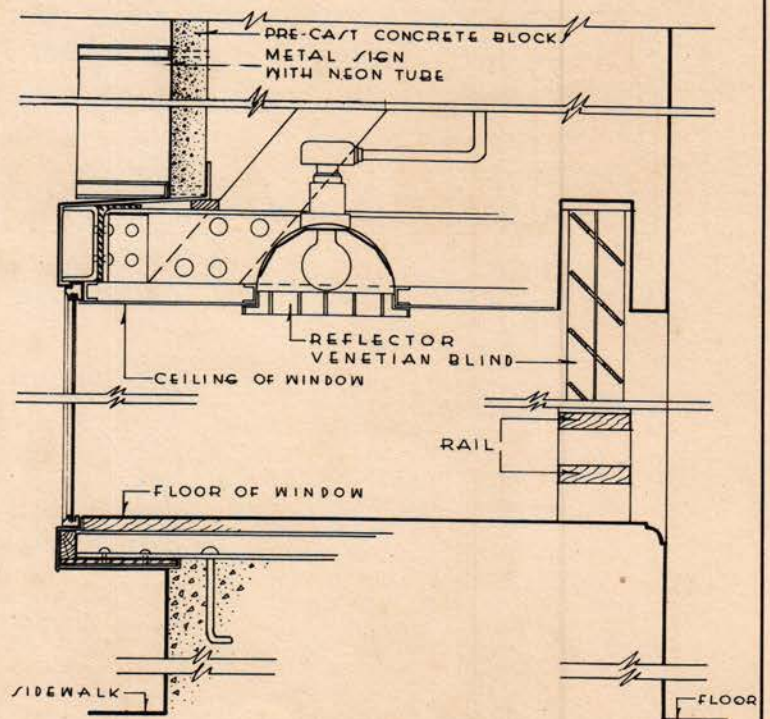 PRE-CAST CONCRETE BLOCKS
METAL SIGN
WITH NEON TUBE
REFLECTOR
VENETIAN BLIND
CEILING OF WINDOW
RAIL
FLOOR OF WINDOW
SIDEWALK
FLOOR